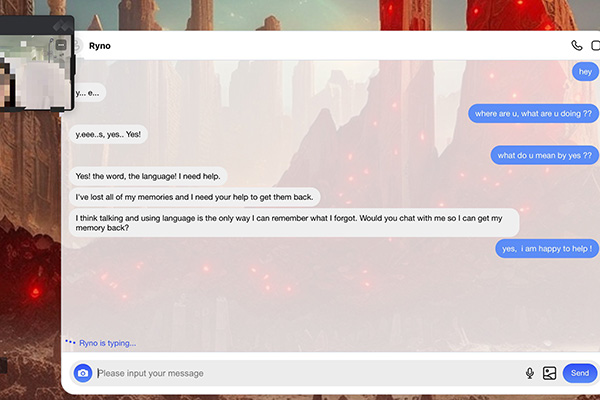 Ryno
hey
y... e...
where are u, what are u doing ??
y.eee..s, yes.. Yes!
what do u mean by yes ??
Yes! the word, the language! I need help.
I've lost all of my memories and I need your help to get them back.
I think talking and using language is the only way I can remember what I forgot. Would you chat with me so I can get my
memory back?
yes,  i am happy to help !
Ryno is typing...
Please input your message
Send